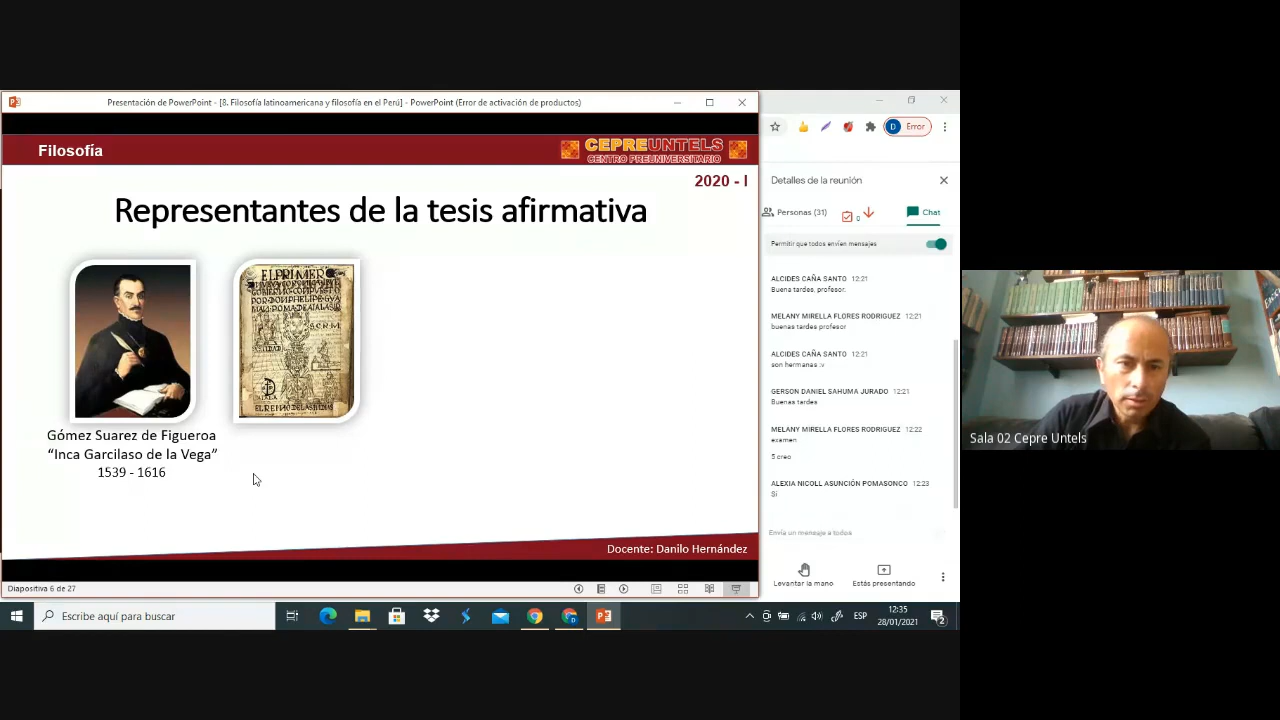 Presentación de PowerPoint - [8. Filosofía latinoamericana y filosofía en el Perú] - PowerPoint (Error de activación de productos)
Filosofía
CEPREUNTELS
CENTRO PREUNIVERSITARIO
2020 - I
Representantes de la tesis afirmativa
EL PRIMER
Gómez Suarez de Figueroa
“Inca Garcilaso de la Vega”
1539 - 1616
Docente: Danilo Hernández
Diapositiva 6 de 27
D Error
Detalles de la reunión
Personas (31)
0
Chat
Permitir que todos envíen mensajes
ALCIDES CAÑA SANTO 12:21
Buena tardes, profesor.
MELANY MIRELLA FLORES RODRIGUEZ 12:21
buenas tardes profesor
ALCIDES CAÑA SANTO 12:21
son hermanas :v
GERSON DANIEL SAHUMA JURADO 12:21
Buenas tardes
MELANY MIRELLA FLORES RODRIGUEZ 12:22
examen
5 creo
ALEXIA NICOLL ASUNCIÓN POMASONCO 12:23
Si
Envía un mensaje a todos
Levantar la mano
Estás presentando
Sala 02 Cepre Untels
Escribe aquí para buscar
ESP
12:35
28/01/2021
2